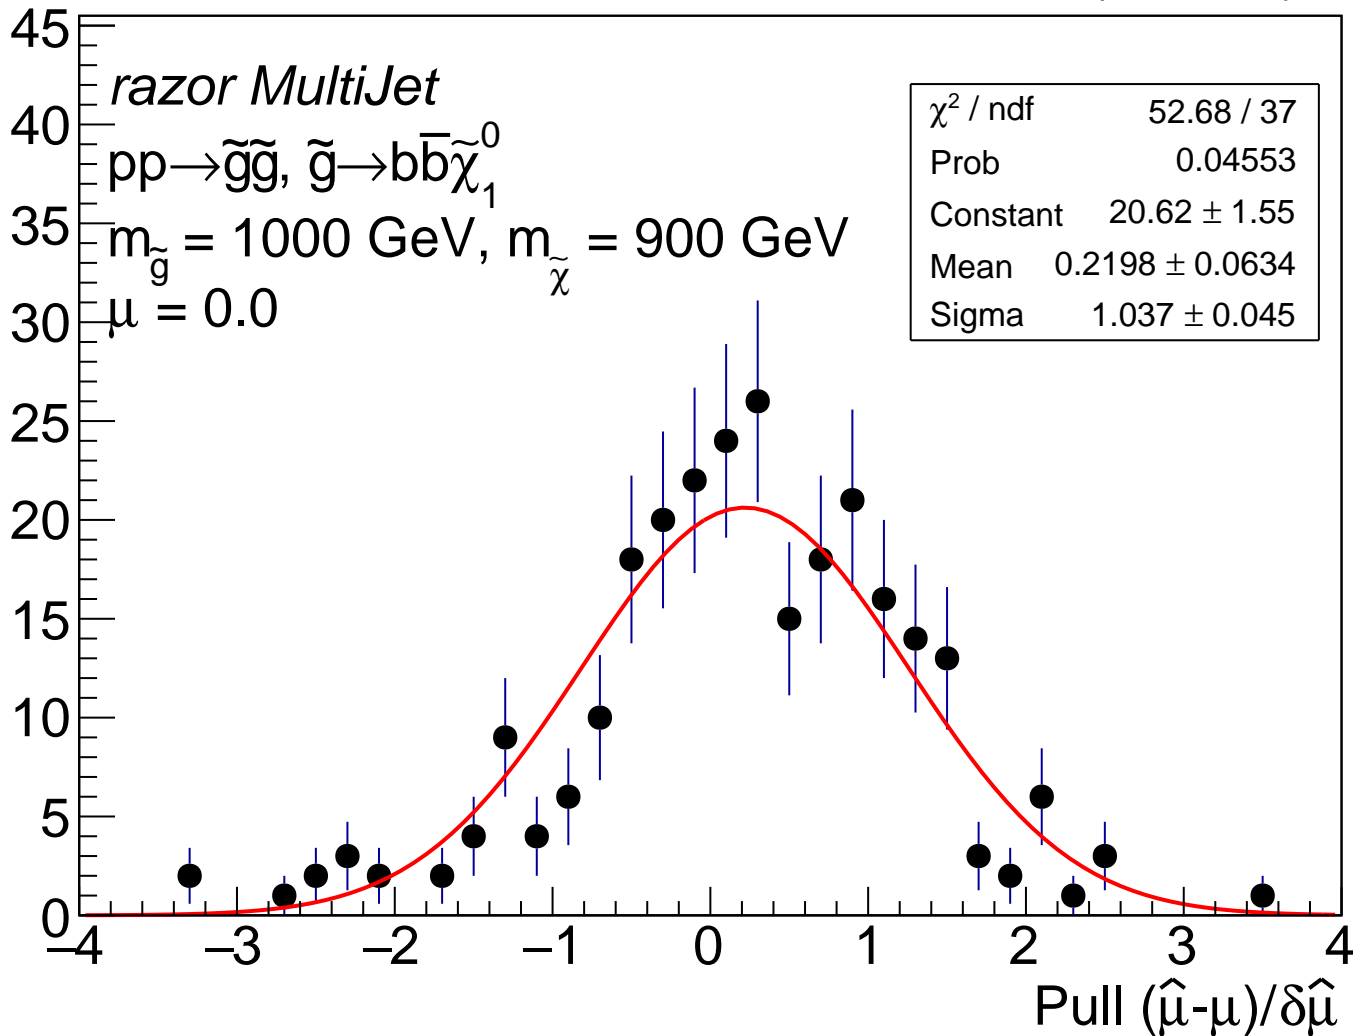 45
40
35
30
25
20
15
10
5
0
razor MultiJet
pp→g̃g̃, g̃→bb̅χ̃⁰₁
m_g̃ = 1000 GeV, m_χ̃ = 900 GeV
μ = 0.0
χ² / ndf 52.68 / 37
Prob 0.04553
Constant 20.62 ± 1.55
Mean 0.2198 ± 0.0634
Sigma 1.037 ± 0.045
−4 −3 −2 −1 0 1 2 3 4
Pull (μ̂-μ)/δμ̂